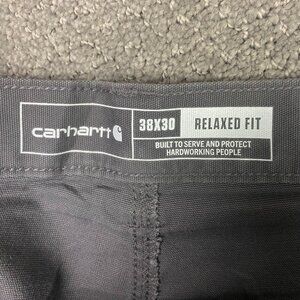 carhartt
38X30 RELAXED FIT
BUILT TO SERVE AND PROTECT
HARDWORKING PEOPLE